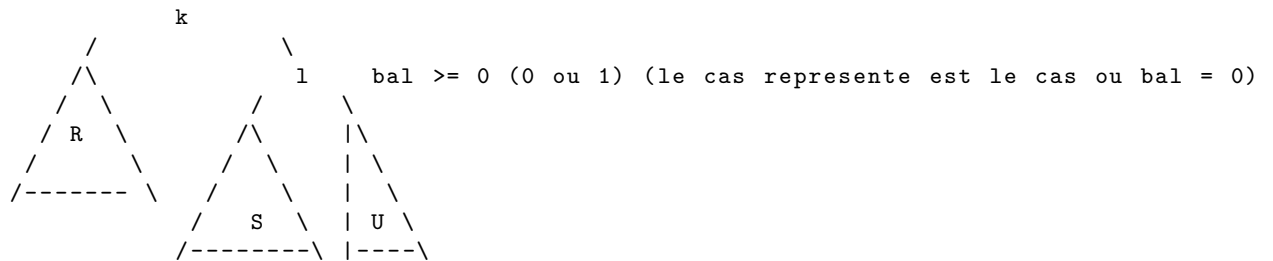 k
l bal >= 0 (0 ou 1) (le cas represente est le cas ou bal = 0)
R
S U